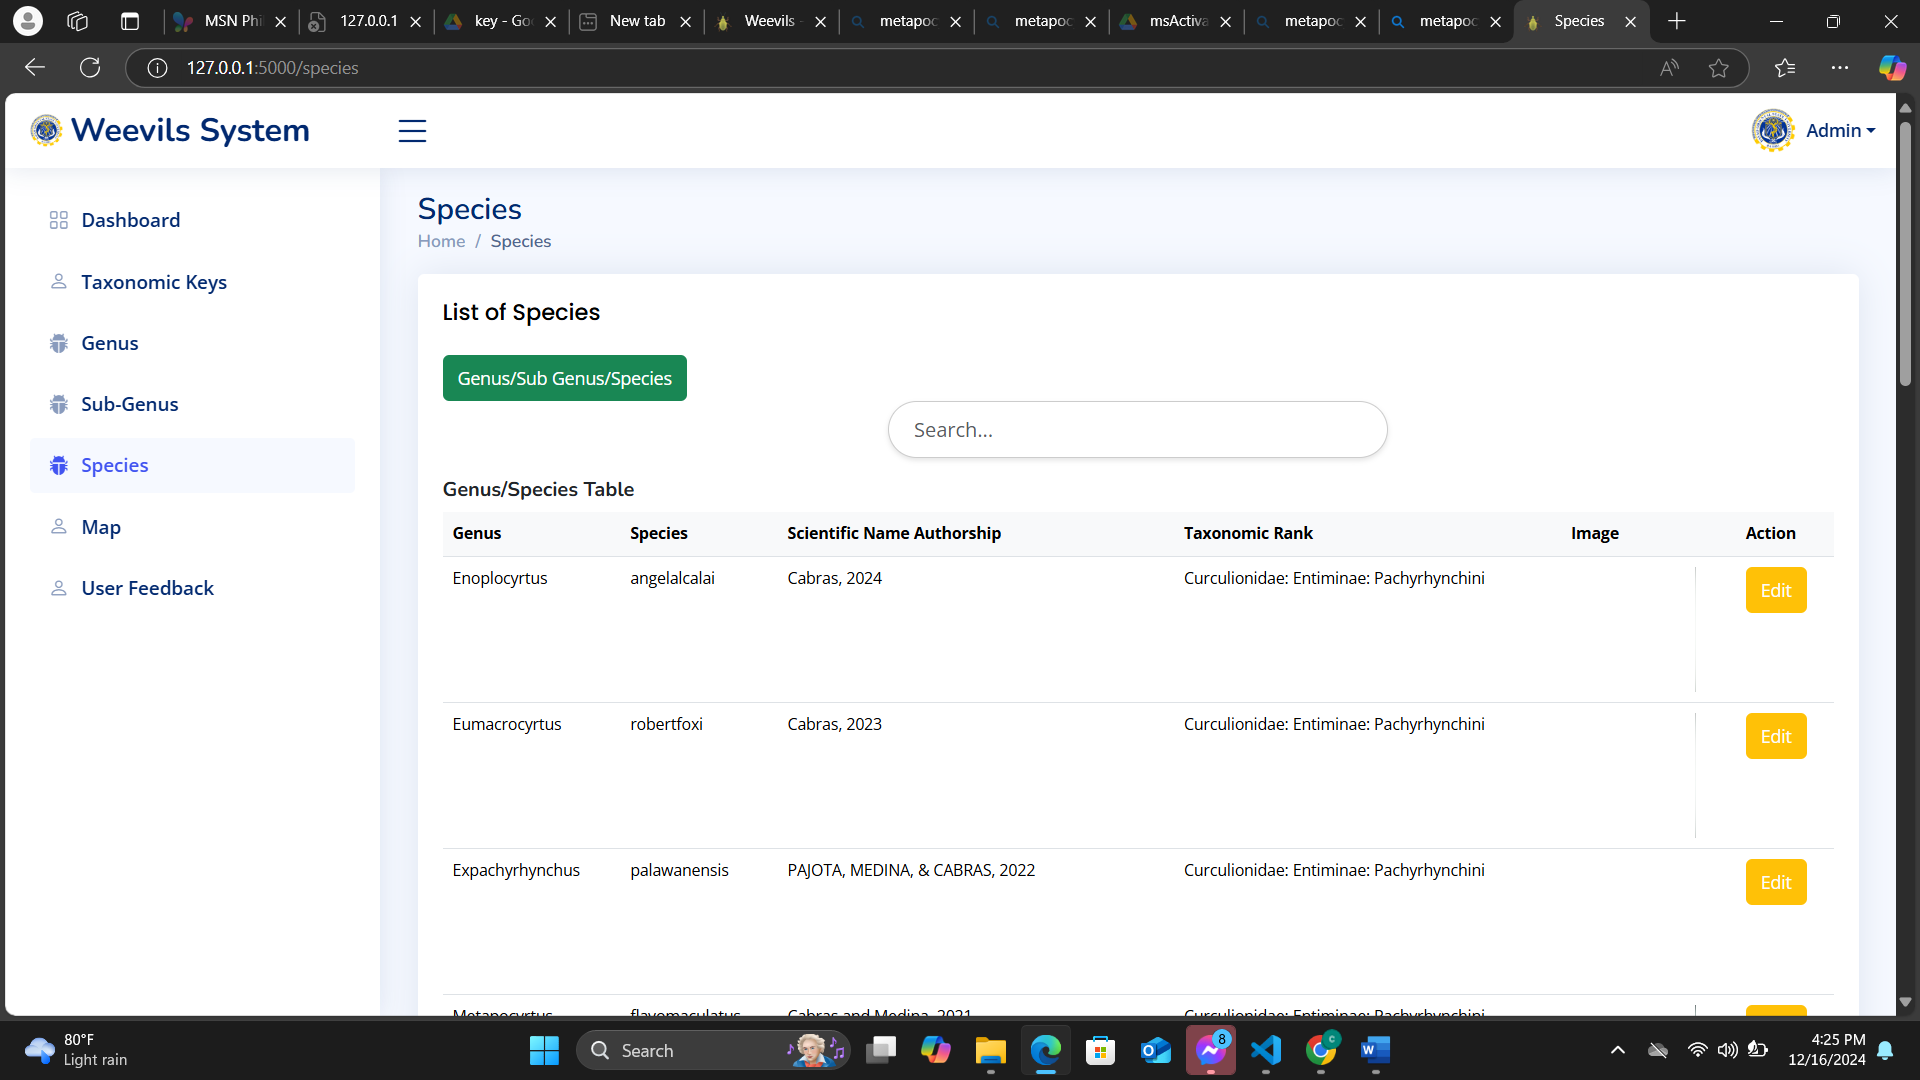 MSN Phi
127.0.0.1
key - Goo
New tab
Weevils -
metapoc
metapoc
msActiva
metapoc
metapoc
Species
127.0.0.1:5000/species
Weevils System
Admin
Dashboard
Taxonomic Keys
Genus
Sub-Genus
Species
Map
User Feedback
Species
Home / Species
List of Species
Genus/Sub Genus/Species
Search...
Genus/Species Table
Genus Species Scientific Name Authorship Taxonomic Rank Image Action
Enoplocyrtus angelalcalai Cabras, 2024 Curculionidae: Entiminae: Pachyrhynchini Edit
Eumacrocyrtus robertfoxi Cabras, 2023 Curculionidae: Entiminae: Pachyrhynchini Edit
Expachyrhynchus palawanensis PAJOTA, MEDINA, & CABRAS, 2022 Curculionidae: Entiminae: Pachyrhynchini Edit
Metapocyrtus flavomaculatus Cabras and Medina, 2021 Curculionidae: Entiminae: Pachyrhynchini
80°F
Light rain
Search
8
4:25 PM
12/16/2024